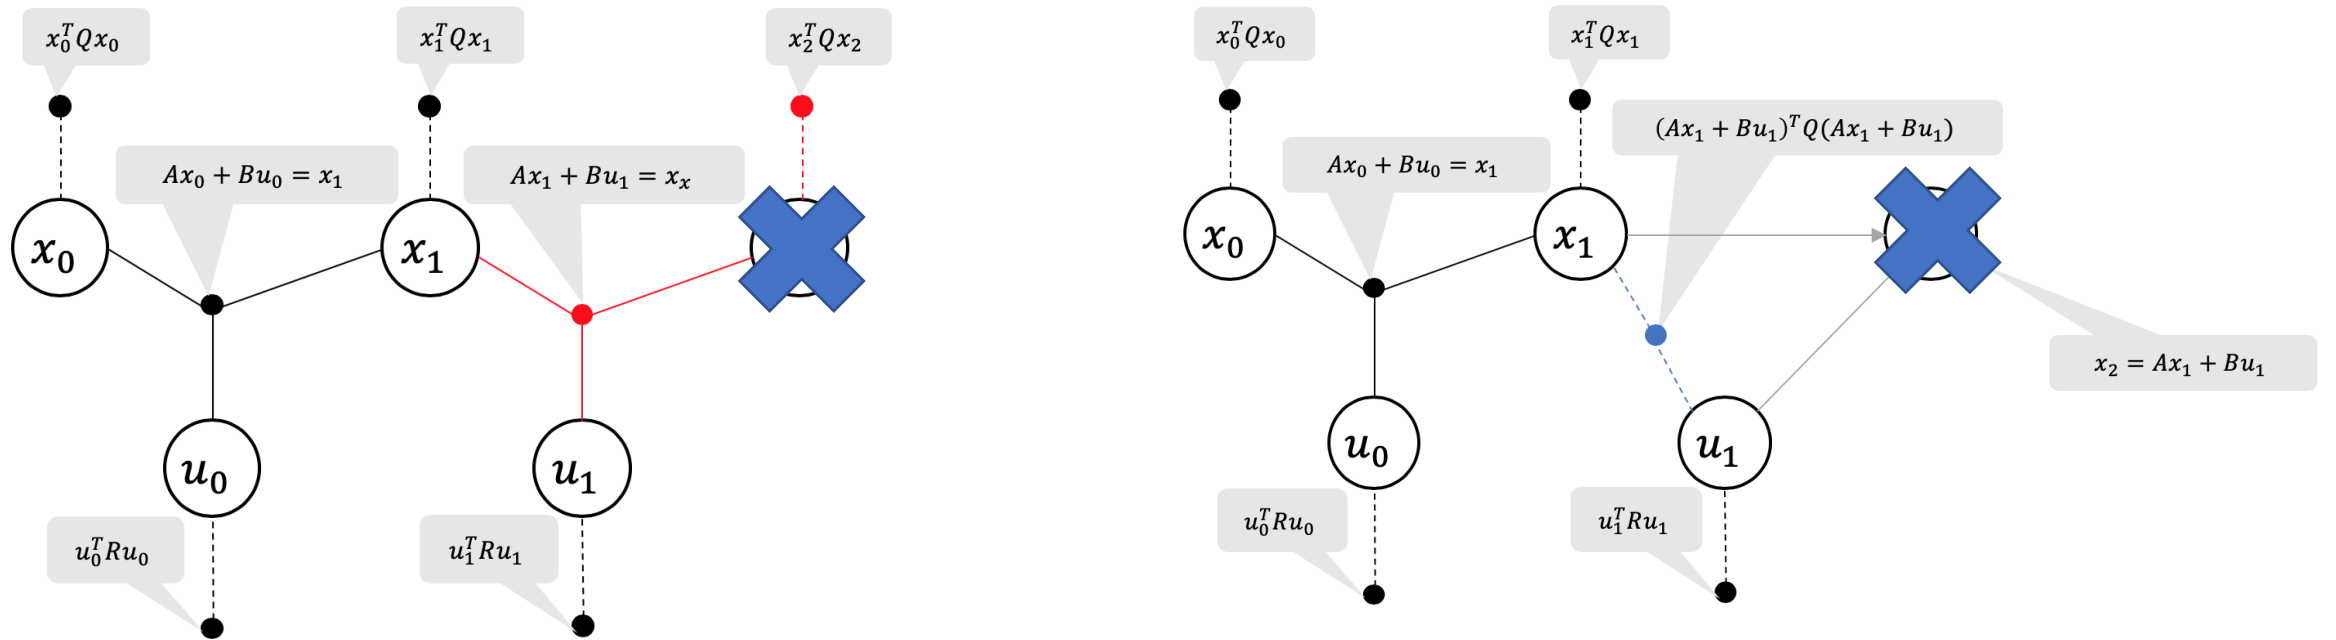 x_0^T Q x_0
x_1^T Q x_1
x_2^T Q x_2
Ax_0 + Bu_0 = x_1
Ax_1 + Bu_1 = x_x
x_0
x_1
u_0
u_1
u_0^T R u_0
u_1^T R u_1
x_0^T Q x_0
x_1^T Q x_1
(Ax_1 + Bu_1)^T Q(Ax_1 + Bu_1)
Ax_0 + Bu_0 = x_1
x_0
x_1
x_2 = Ax_1 + Bu_1
u_0
u_1
u_0^T R u_0
u_1^T R u_1